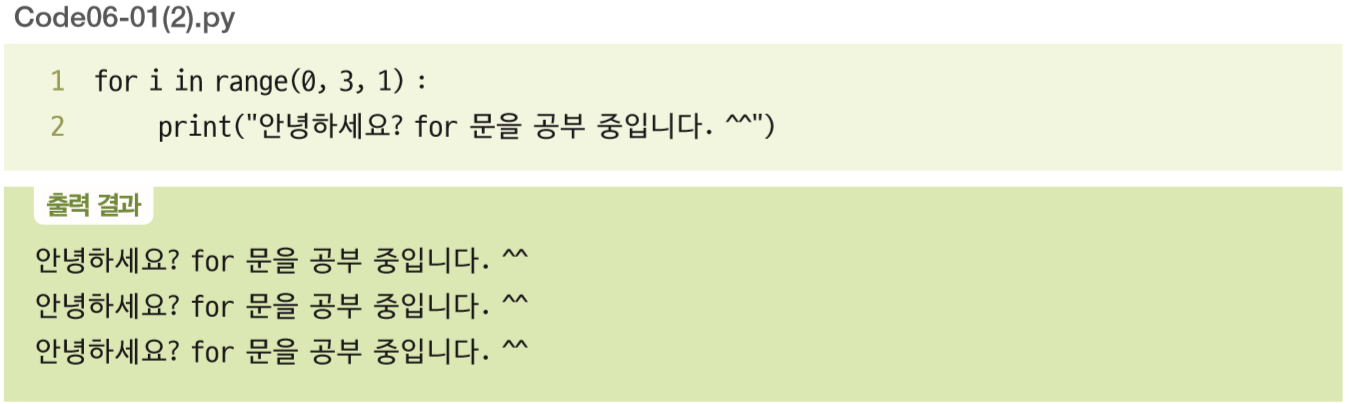 Code06-01(2).py
1 for i in range(0, 3, 1) :
2 print("안녕하세요? for 문을 공부 중입니다. ^^")
출력 결과
안녕하세요? for 문을 공부 중입니다. ^^
안녕하세요? for 문을 공부 중입니다. ^^
안녕하세요? for 문을 공부 중입니다. ^^